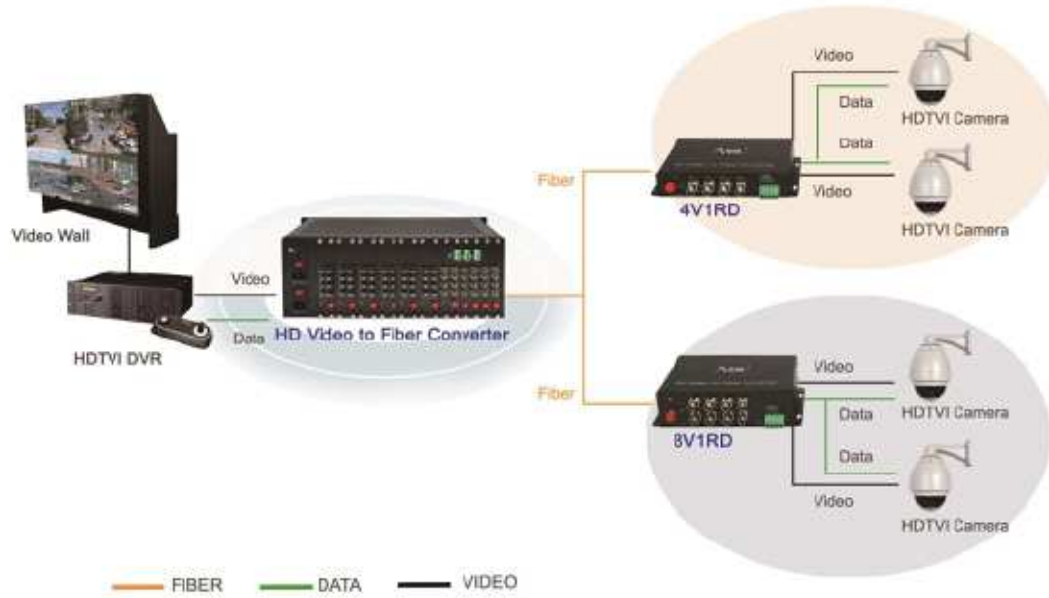 Video
Data
HDTVI Camera
Data
Fiber
4V1RD
Video
HDTVI Camera
Video Wall
Video
Data
HD Video to Fiber Converter
HDTVI DVR
Fiber
8V1RD
Video
Data
HDTVI Camera
Data
Video
HDTVI Camera
FIBER
DATA
VIDEO